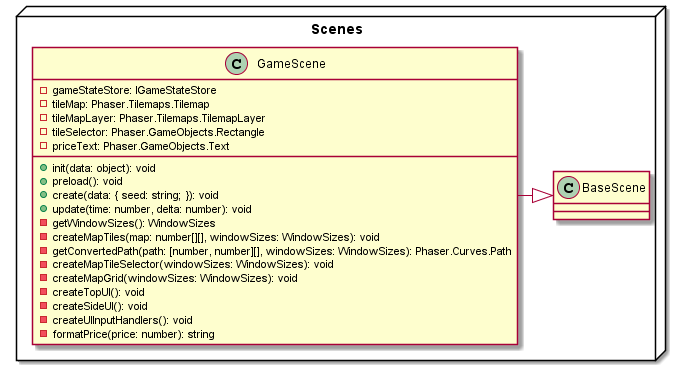 Scenes
C GameScene
gameStateStore: IGameStateStore
tileMap: Phaser.Tilemaps.Tilemap
tileMapLayer: Phaser.Tilemaps.TilemapLayer
tileSelector: Phaser.GameObjects.Rectangle
priceText: Phaser.GameObjects.Text
init(data: object): void
preload(): void
create(data: { seed: string; }): void
update(time: number, delta: number): void
getWindowSizes(): WindowSizes
createMapTiles(map: number[][], windowSizes: WindowSizes): void
getConvertedPath(path: [number, number][], windowSizes: WindowSizes): Phaser.Curves.Path
createMapTileSelector(windowSizes: WindowSizes): void
createMapGrid(windowSizes: WindowSizes): void
createTopUI(): void
createSideUI(): void
createUIInputHandlers(): void
formatPrice(price: number): string
C BaseScene